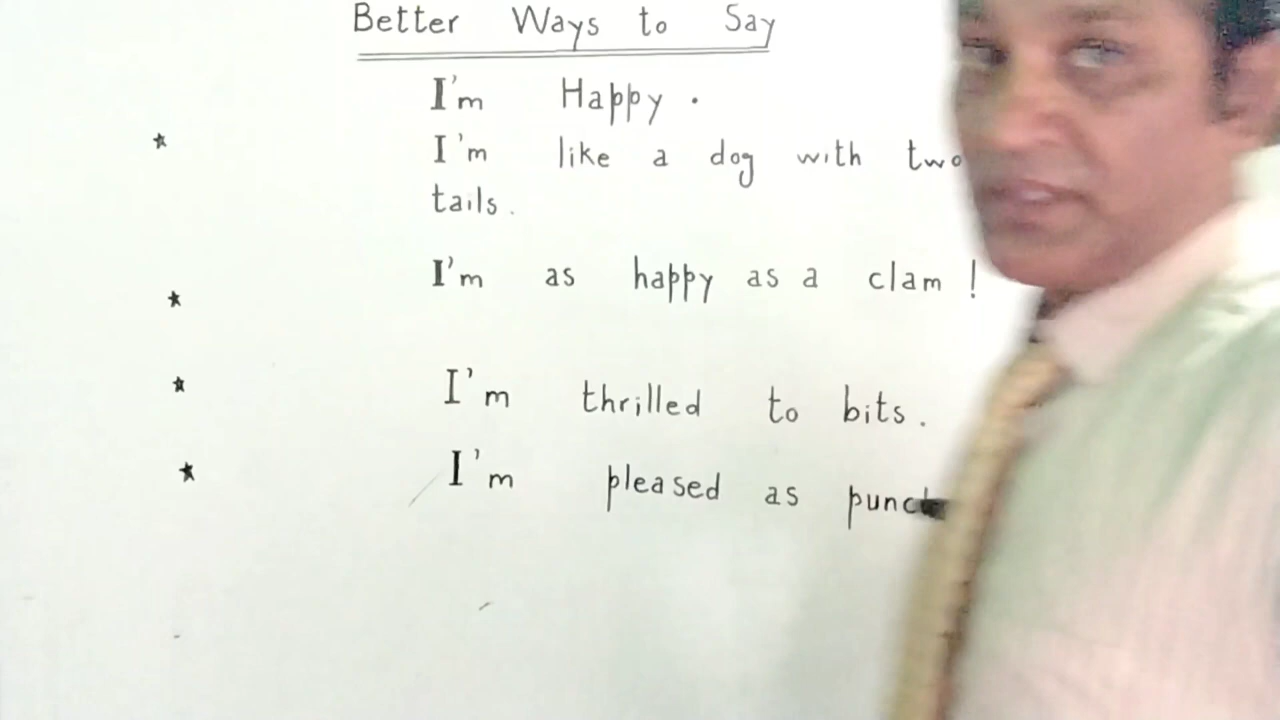 Better Ways to Say
I'm Happy.
I'm like a dog with two
tails.
I'm as happy as a clam!
I'm thrilled to bits.
I'm pleased as